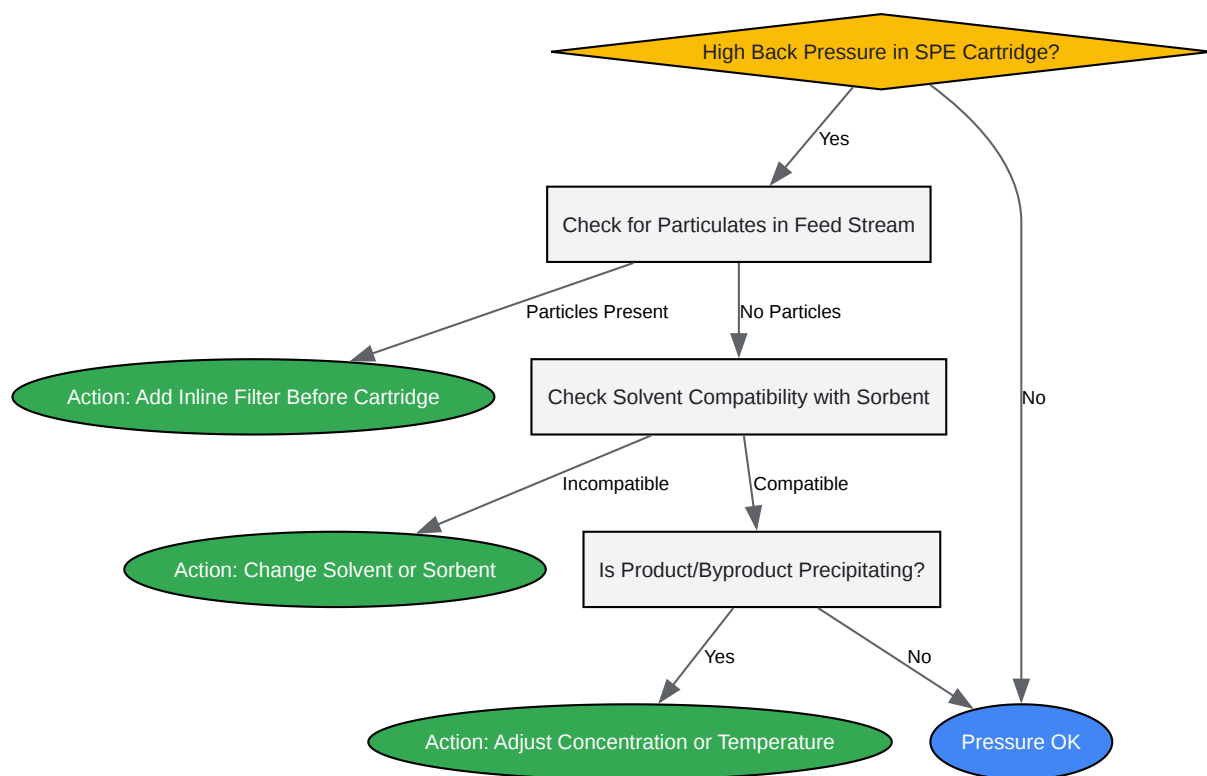 High Back Pressure in SPE Cartridge?
Yes
Check for Particulates in Feed Stream
Particles Present
No Particles
Action: Add Inline Filter Before Cartridge
Check Solvent Compatibility with Sorbent
No
Incompatible
Compatible
Action: Change Solvent or Sorbent
Is Product/Byproduct Precipitating?
Yes
No
Action: Adjust Concentration or Temperature
Pressure OK